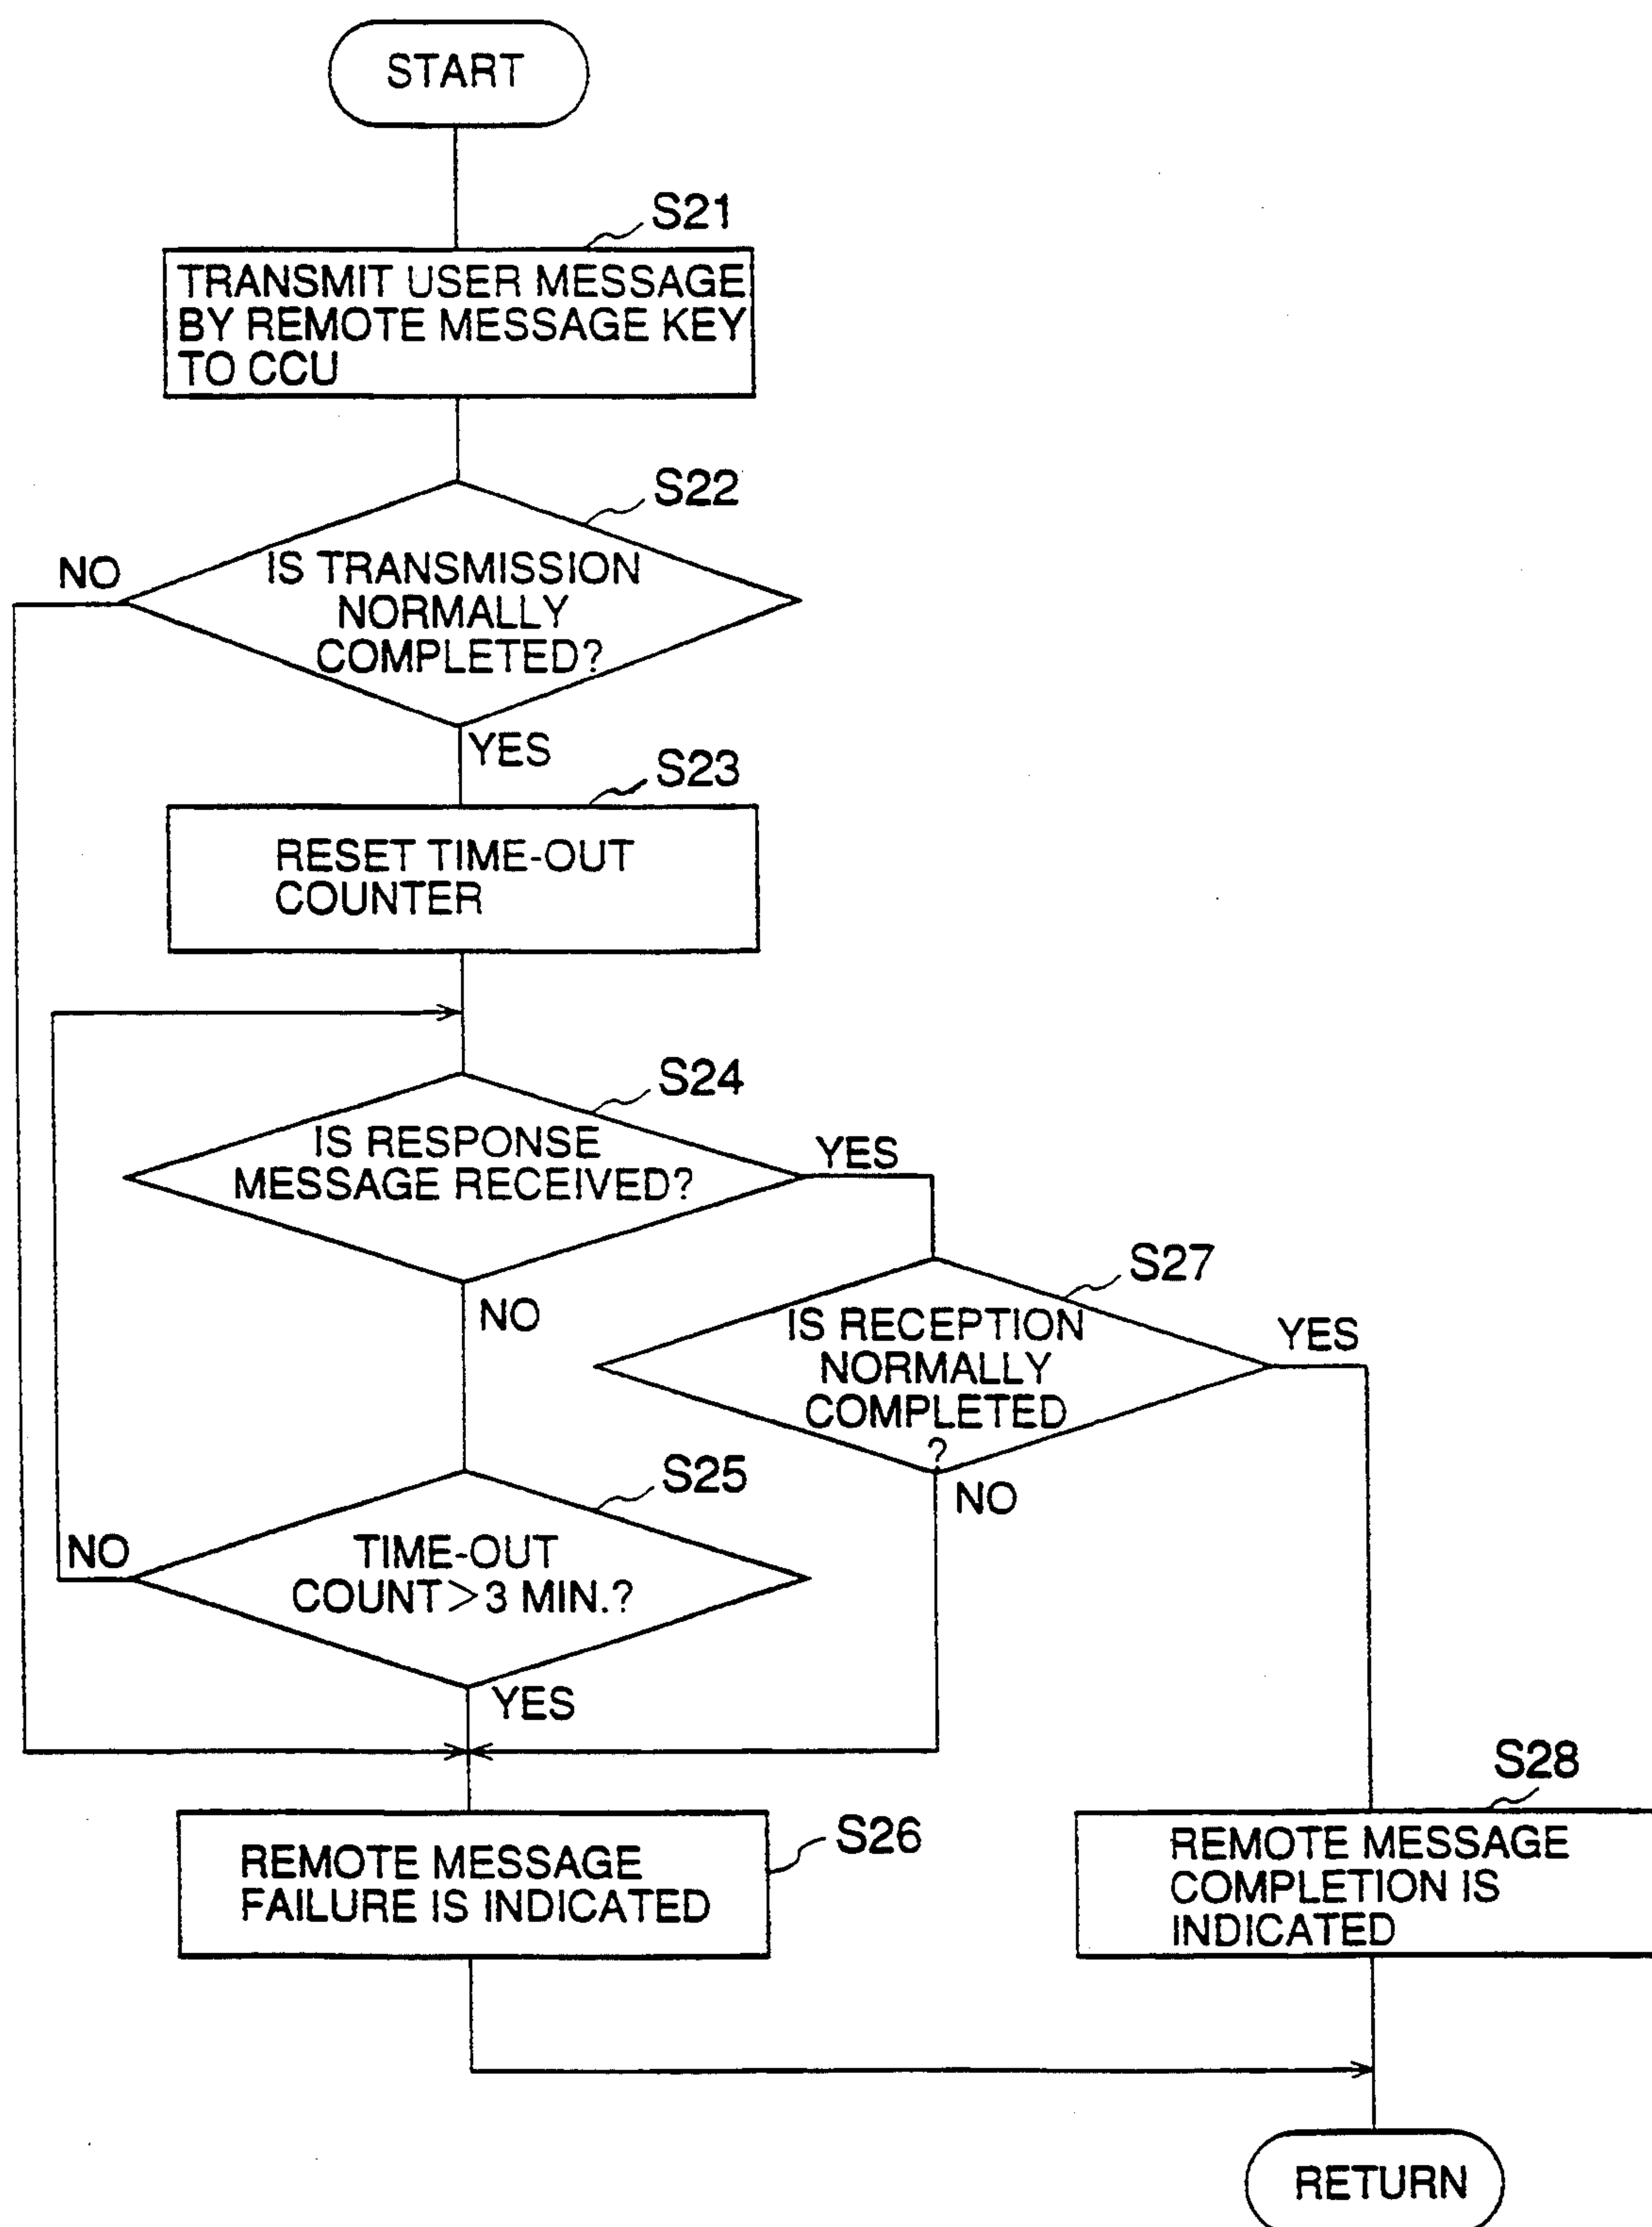 START
S21
TRANSMIT USER MESSAGE
BY REMOTE MESSAGE KEY
TO CCU
S22
NO
IS TRANSMISSION
NORMALLY
COMPLETED?
YES
S23
RESET TIME-OUT
COUNTER
S24
IS RESPONSE
MESSAGE RECEIVED?
YES
NO
S27
IS RECEPTION
NORMALLY
COMPLETED
?
YES
NO
S25
NO
TIME-OUT
COUNT>3 MIN.?
YES
S26
REMOTE MESSAGE
FAILURE IS INDICATED
S28
REMOTE MESSAGE
COMPLETION IS
INDICATED
RETURN